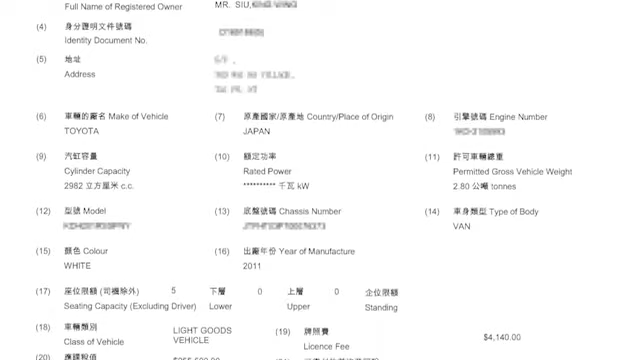 Full Name of Registered Owner MR. SIU,
(4) 身分證明文件號碼
Identity Document No.
(5) 地址
Address
(6) 車輛的廠名 Make of Vehicle (7) 原產國家/原產地 Country/Place of Origin (8) 引擎號碼 Engine Number
TOYOTA JAPAN
(9) 汽缸容量 (10) 額定功率 (11) 許可車輛總重
Cylinder Capacity Rated Power Permitted Gross Vehicle Weight
2982 立方厘米 c.c. ********** 千瓦 kW 2.80 公噸 tonnes
(12) 型號 Model (13) 底盤號碼 Chassis Number (14) 車身類型 Type of Body
VAN
(15) 顏色 Colour (16) 出廠年份 Year of Manufacture
WHITE 2011
(17) 座位限額 (司機除外) 5 下層 0 上層 0 企位限額
Seating Capacity (Excluding Driver) Lower Upper Standing
(18) 車輛類別 LIGHT GOODS VEHICLE (19) 牌照費 $4,140.00
Class of Vehicle Licence Fee
(20) 應課稅值